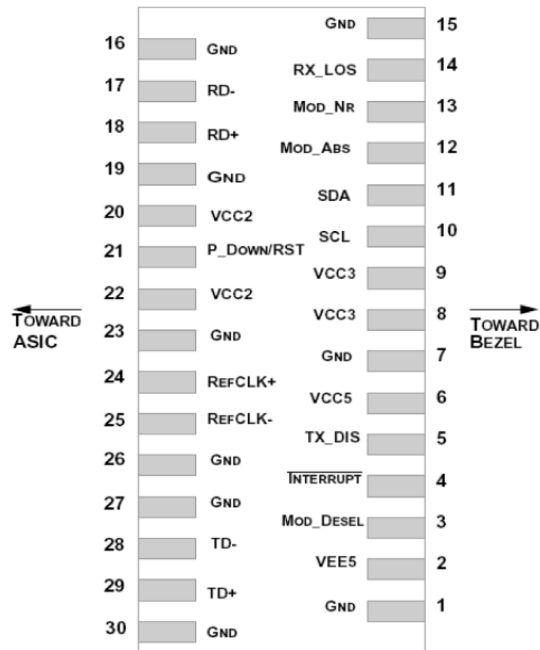 GND 15
16 GND
RX_LOS 14
17 RD-
MOD_NR 13
18 RD+
MOD_ABS 12
19 GND
SDA 11
20 VCC2
SCL 10
21 P_DOWN/RST
VCC3 9
22 VCC2
VCC3 8
TOWARD
ASIC
TOWARD
BEZEL
23 GND
GND 7
24 REFCLK+
VCC5 6
25 REFCLK-
TX_DIS 5
26 GND
INTERRUPT 4
27 GND
MOD_DESEL 3
28 TD-
VEE5 2
29 TD+
GND 1
30 GND